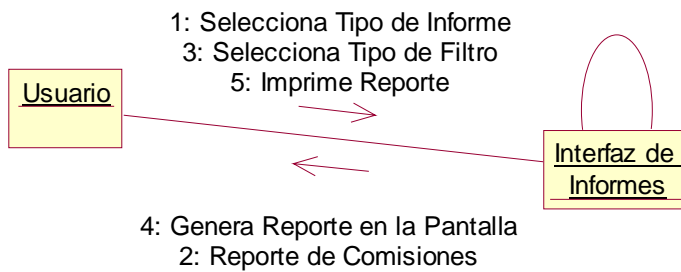 1: Selecciona Tipo de Informe
3: Selecciona Tipo de Filtro
5: Imprime Reporte
Usuario
Interfaz de
Informes
4: Genera Reporte en la Pantalla
2: Reporte de Comisiones